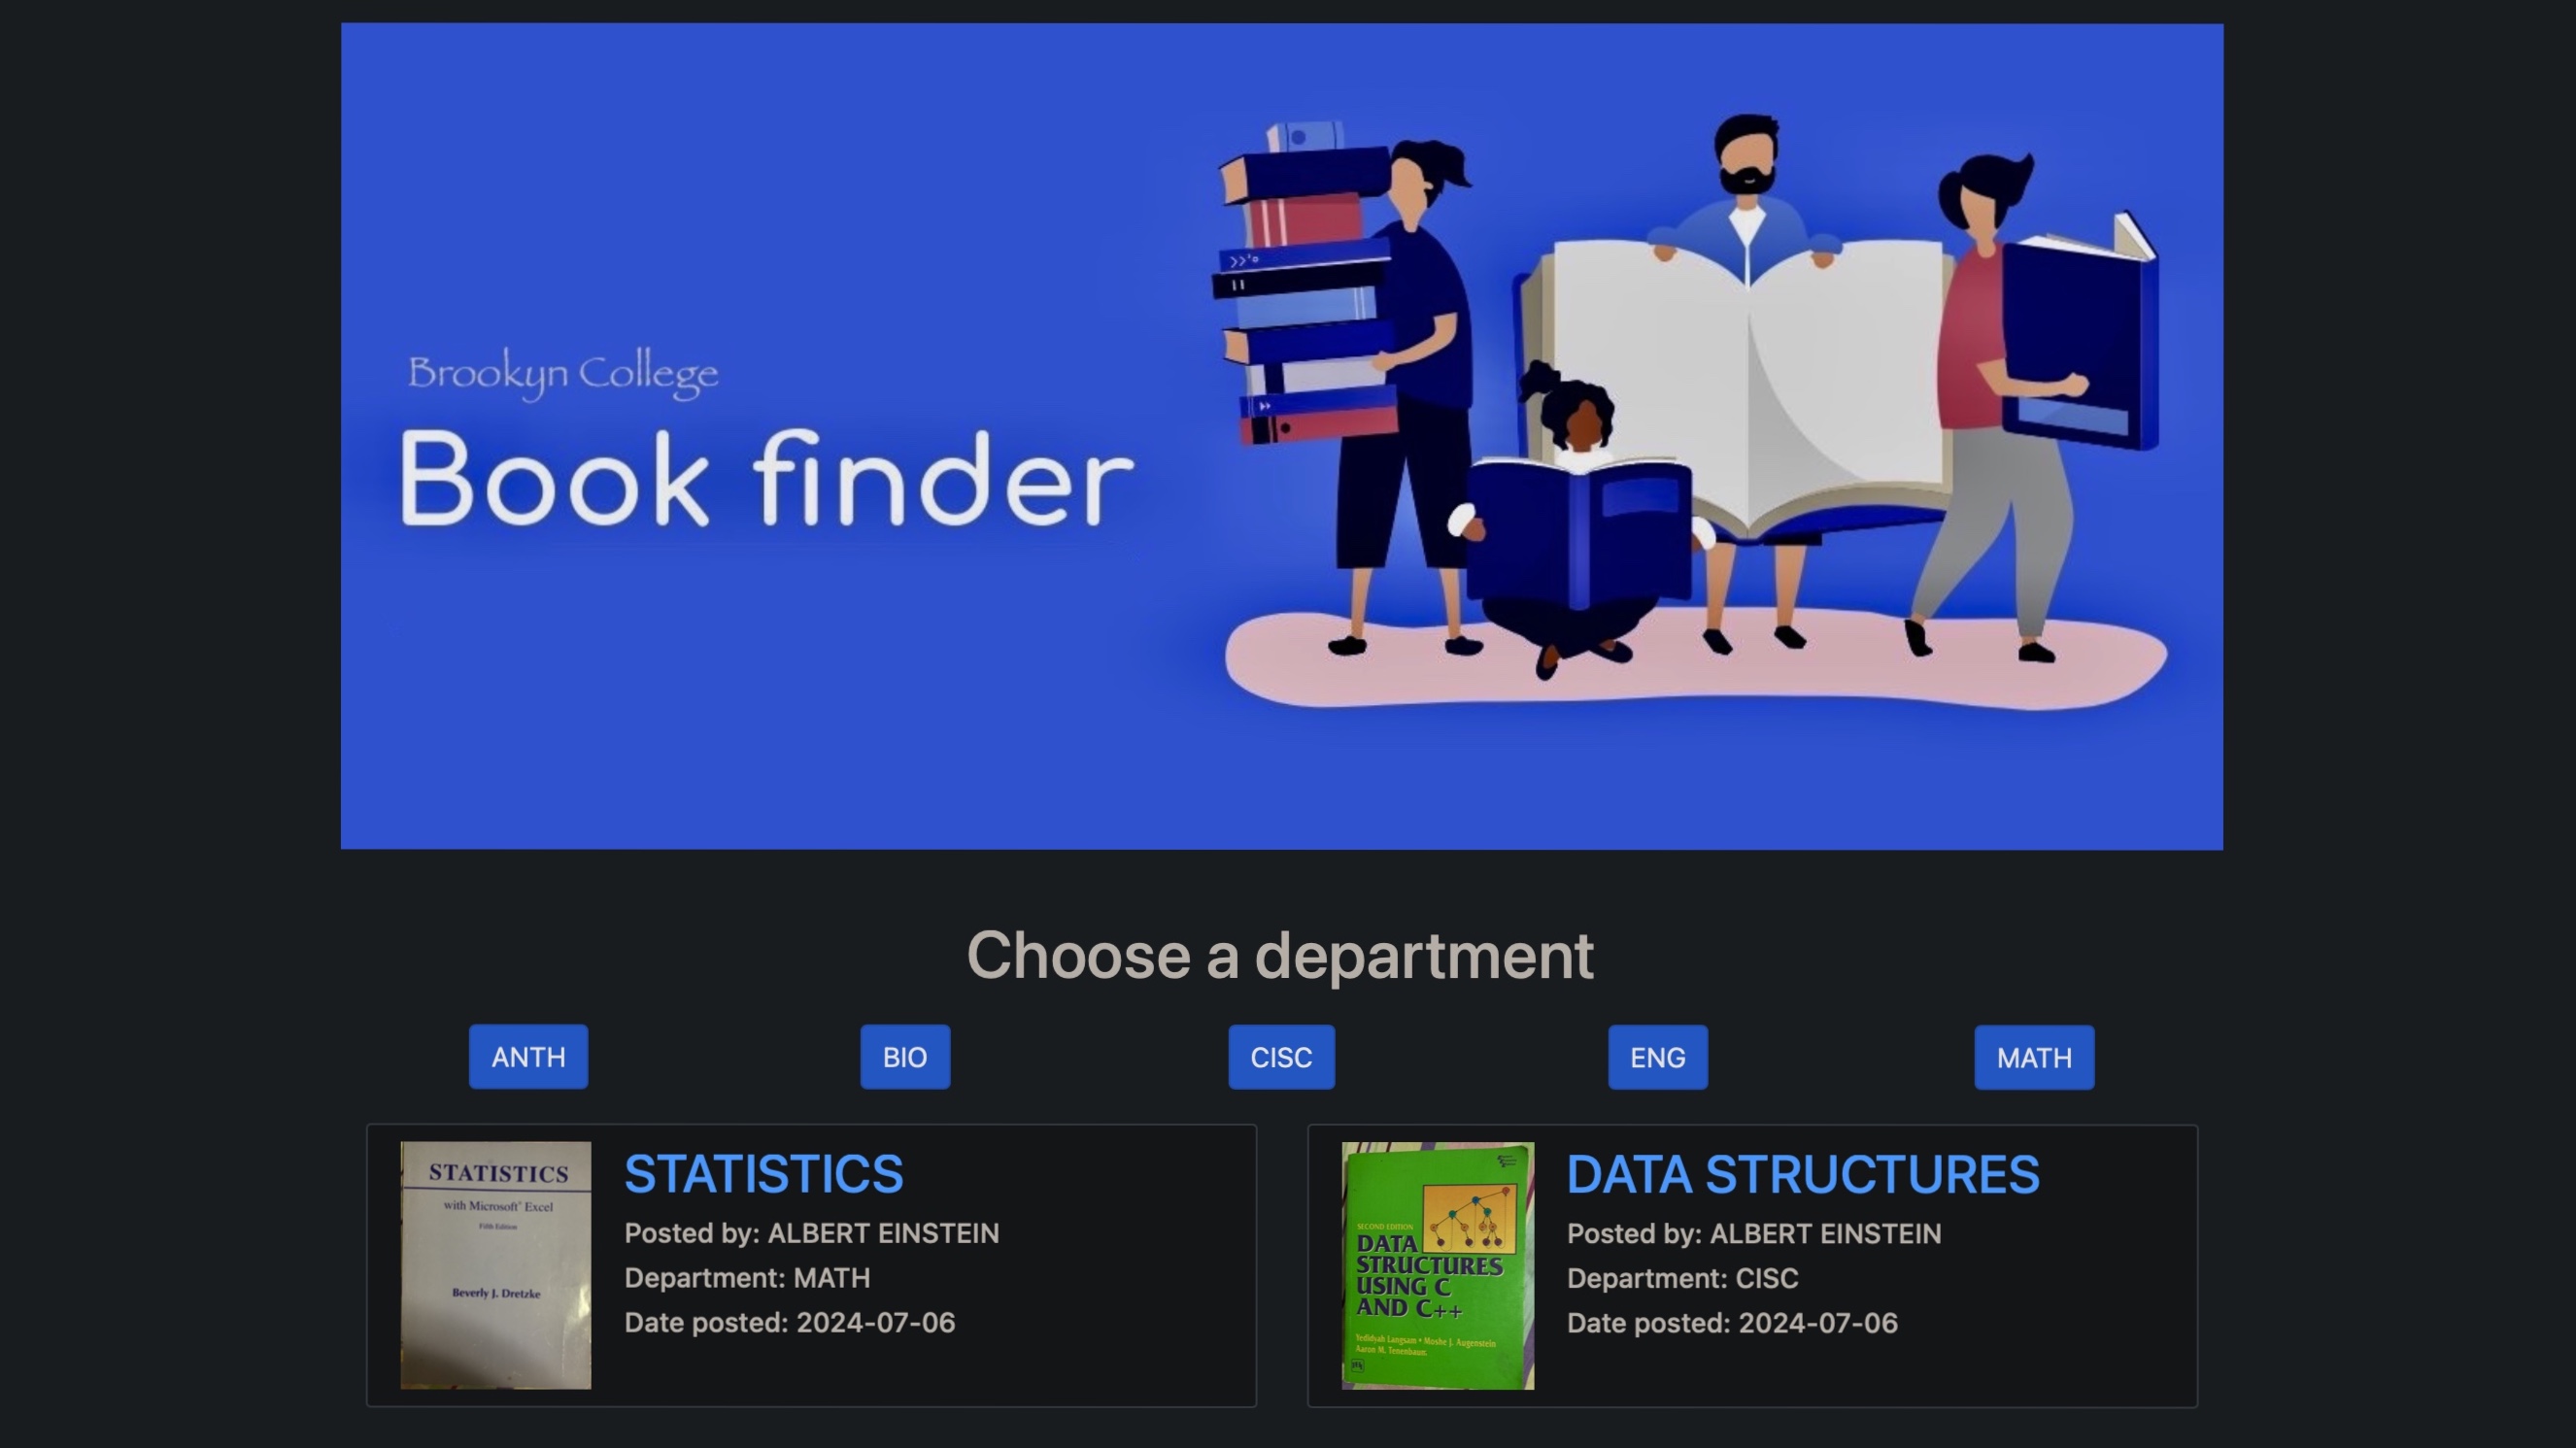 Brookyn College
Book finder
Choose a department
ANTH
BIO
CISC
ENG
MATH
STATISTICS
with Microsoft® Excel
Fifth Edition
Beverly J. Dretzke
STATISTICS
Posted by: ALBERT EINSTEIN
Department: MATH
Date posted: 2024-07-06
SECOND EDITION
DATA
STRUCTURES
USING C
AND C++
Yedidyah Langsam • Moshe J. Augenstein
Aaron M. Tenenbaum
DATA STRUCTURES
Posted by: ALBERT EINSTEIN
Department: CISC
Date posted: 2024-07-06